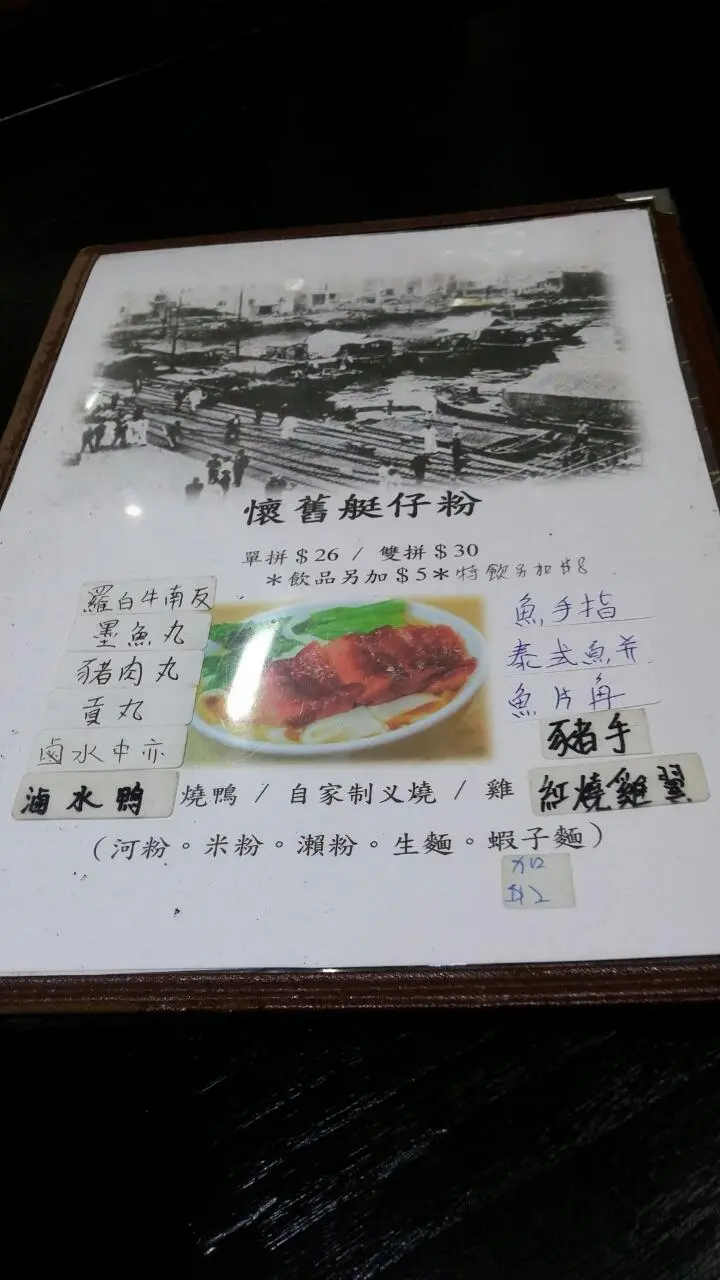 懷舊艇仔粉
單拼$26 / 雙拼$30
*飲品另加$5*特飲另加$8
羅白牛南反
墨魚丸
豬肉丸
貢丸
鹵水中亦
滷水鴨
魚手指
泰式魚并
魚片角
豬手
紅燒雞翼
燒鴨 / 自家制义燒 / 雞
(河粉。米粉。瀨粉。生麵。蝦子麵)
加
$2